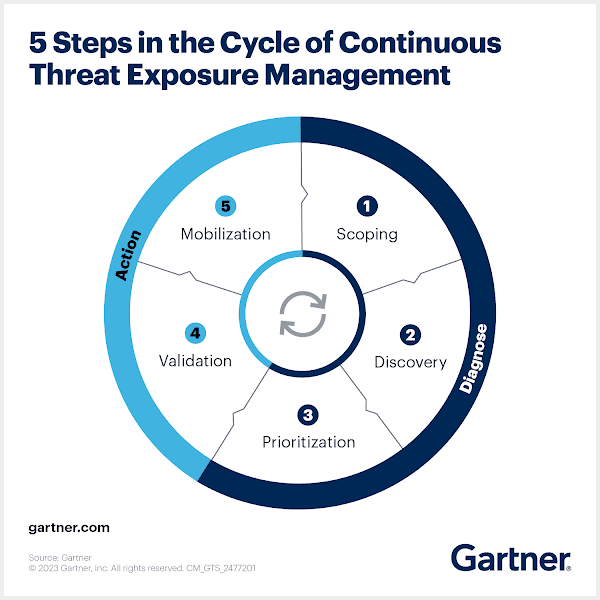 5 Steps in the Cycle of Continuous
Threat Exposure Management
1
Scoping
2
Discovery
3
Prioritization
4
Validation
5
Mobilization
Action
Diagnose
gartner.com
Source: Gartner
© 2023 Gartner, Inc. All rights reserved. CM_GTS_2477201
Gartner®